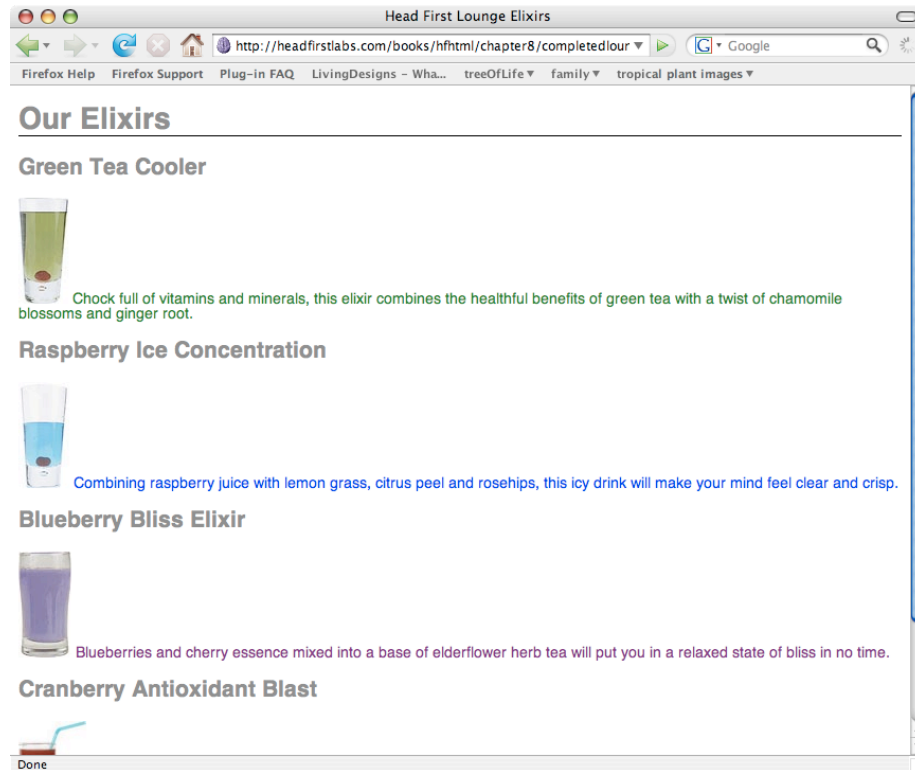 Head First Lounge Elixirs
http://headfirstlabs.com/books/hfhtml/chapter8/completedlour
G Google
Firefox Help Firefox Support Plug-in FAQ LivingDesigns - Wha... treeOfLife family tropical plant images
Our Elixirs
Green Tea Cooler
Chock full of vitamins and minerals, this elixir combines the healthful benefits of green tea with a twist of chamomile
blossoms and ginger root.
Raspberry Ice Concentration
Combining raspberry juice with lemon grass, citrus peel and rosehips, this icy drink will make your mind feel clear and crisp.
Blueberry Bliss Elixir
Blueberries and cherry essence mixed into a base of elderflower herb tea will put you in a relaxed state of bliss in no time.
Cranberry Antioxidant Blast
Done